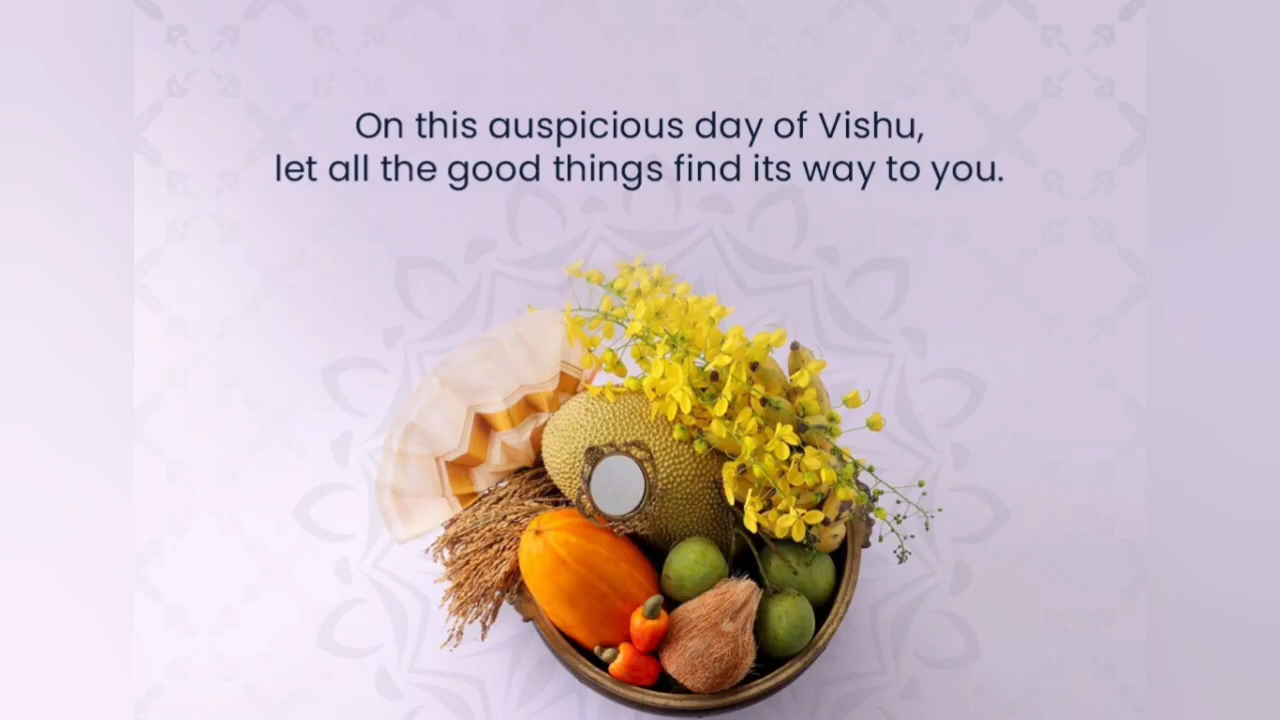 On this auspicious day of Vishu,
let all the good things find its way to you.